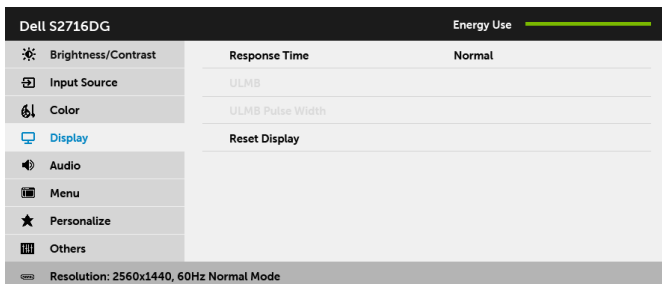 Dell S2716DG Energy Use
Brightness/Contrast Response Time Normal
Input Source ULMB
Color ULMB Pulse Width
Display Reset Display
Audio
Menu
Personalize
Others
Resolution: 2560x1440, 60Hz Normal Mode